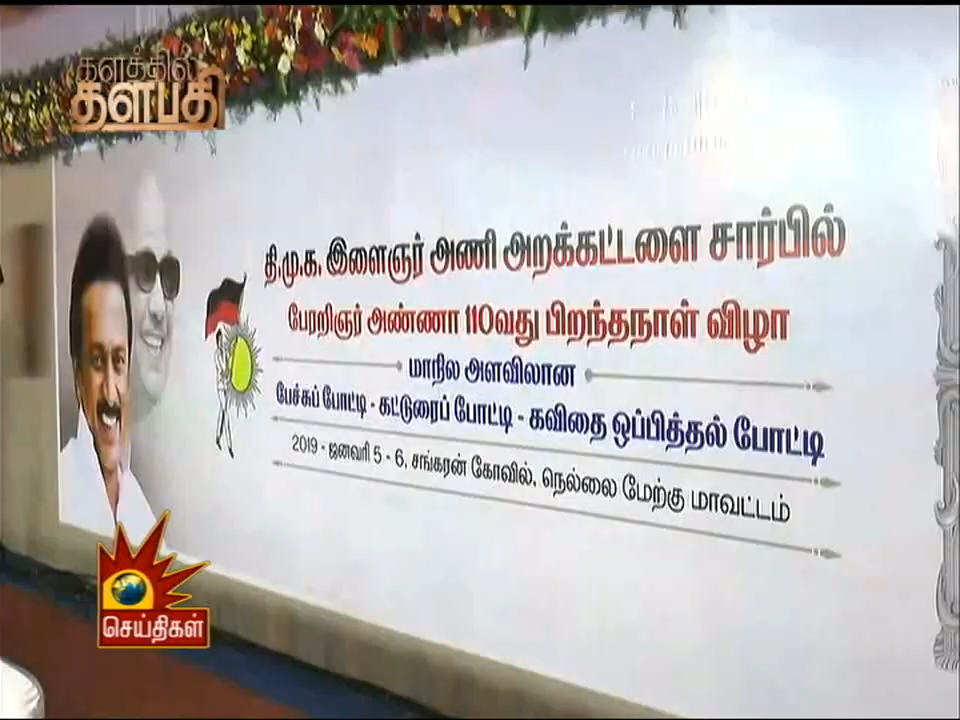 களத்தில்
தளபதி
தி.மு.க. இளைஞர் அணி அறக்கட்டளை சார்பில்
பேரறிஞர் அண்ணா 110வது பிறந்தநாள் விழா
மாநில அளவிலான
பேச்சுப் போட்டி - கட்டுரைப் போட்டி - கவிதை ஒப்பித்தல் போட்டி
2019 - ஜனவரி 5 - 6, சங்கரன் கோவில், நெல்லை மேற்கு மாவட்டம்
செய்திகள்